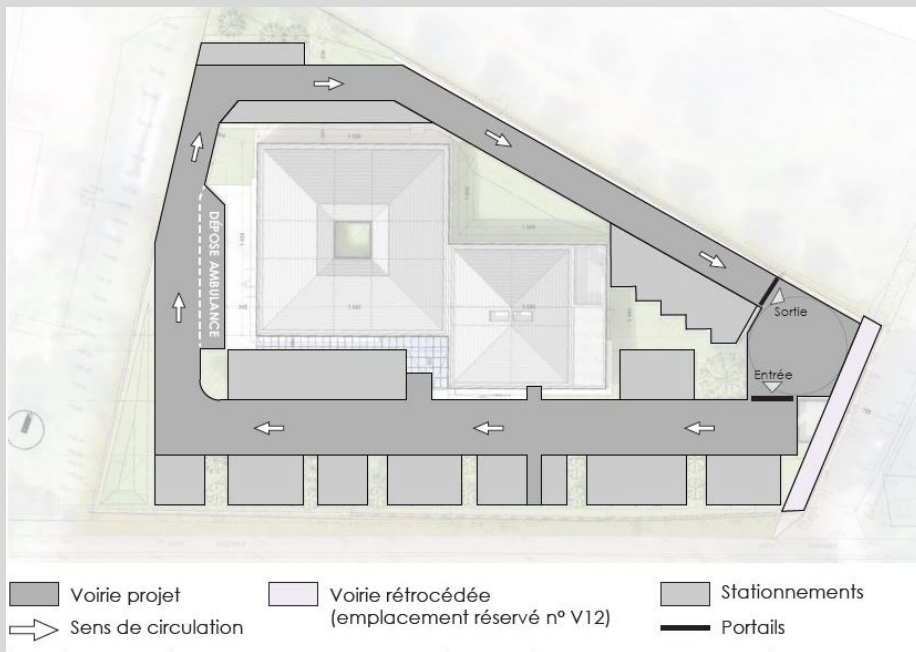 DÉPOSE AMBULANCE
Sortie
Entrée
Voirie projet
Sens de circulation
Voirie rétrocédée
(emplacement réservé n° V12)
Stationnements
Portails